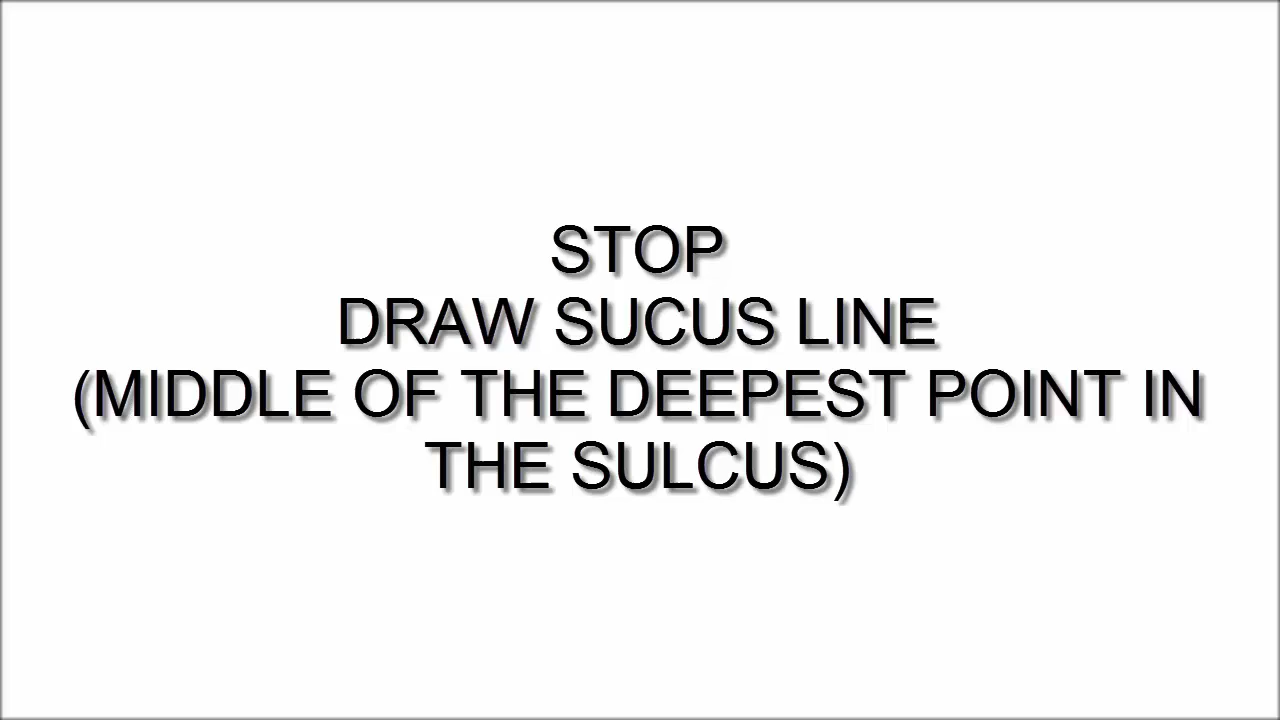 STOP
DRAW SUCUS LINE
(MIDDLE OF THE DEEPEST POINT IN
THE SULCUS)